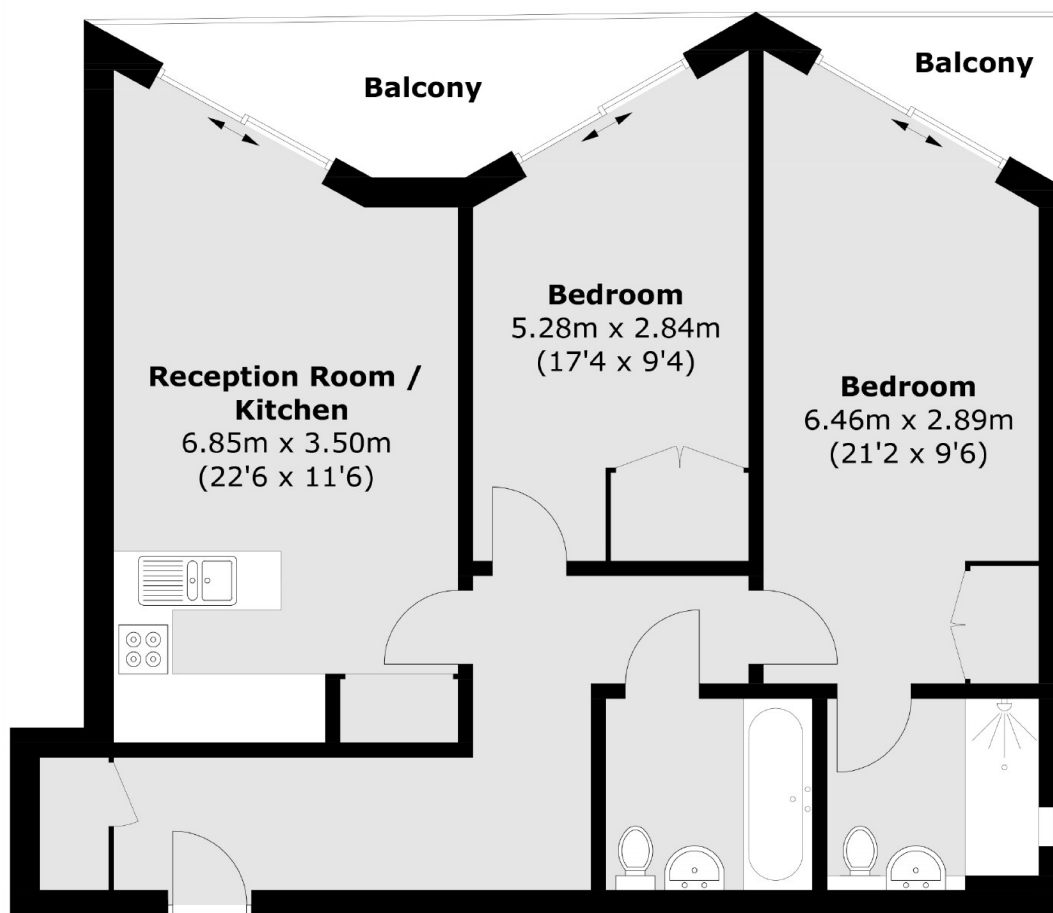 Balcony
Balcony
Bedroom
5.28m x 2.84m
(17'4 x 9'4)
Reception Room /
Kitchen
6.85m x 3.50m
(22'6 x 11'6)
Bedroom
6.46m x 2.89m
(21'2 x 9'6)